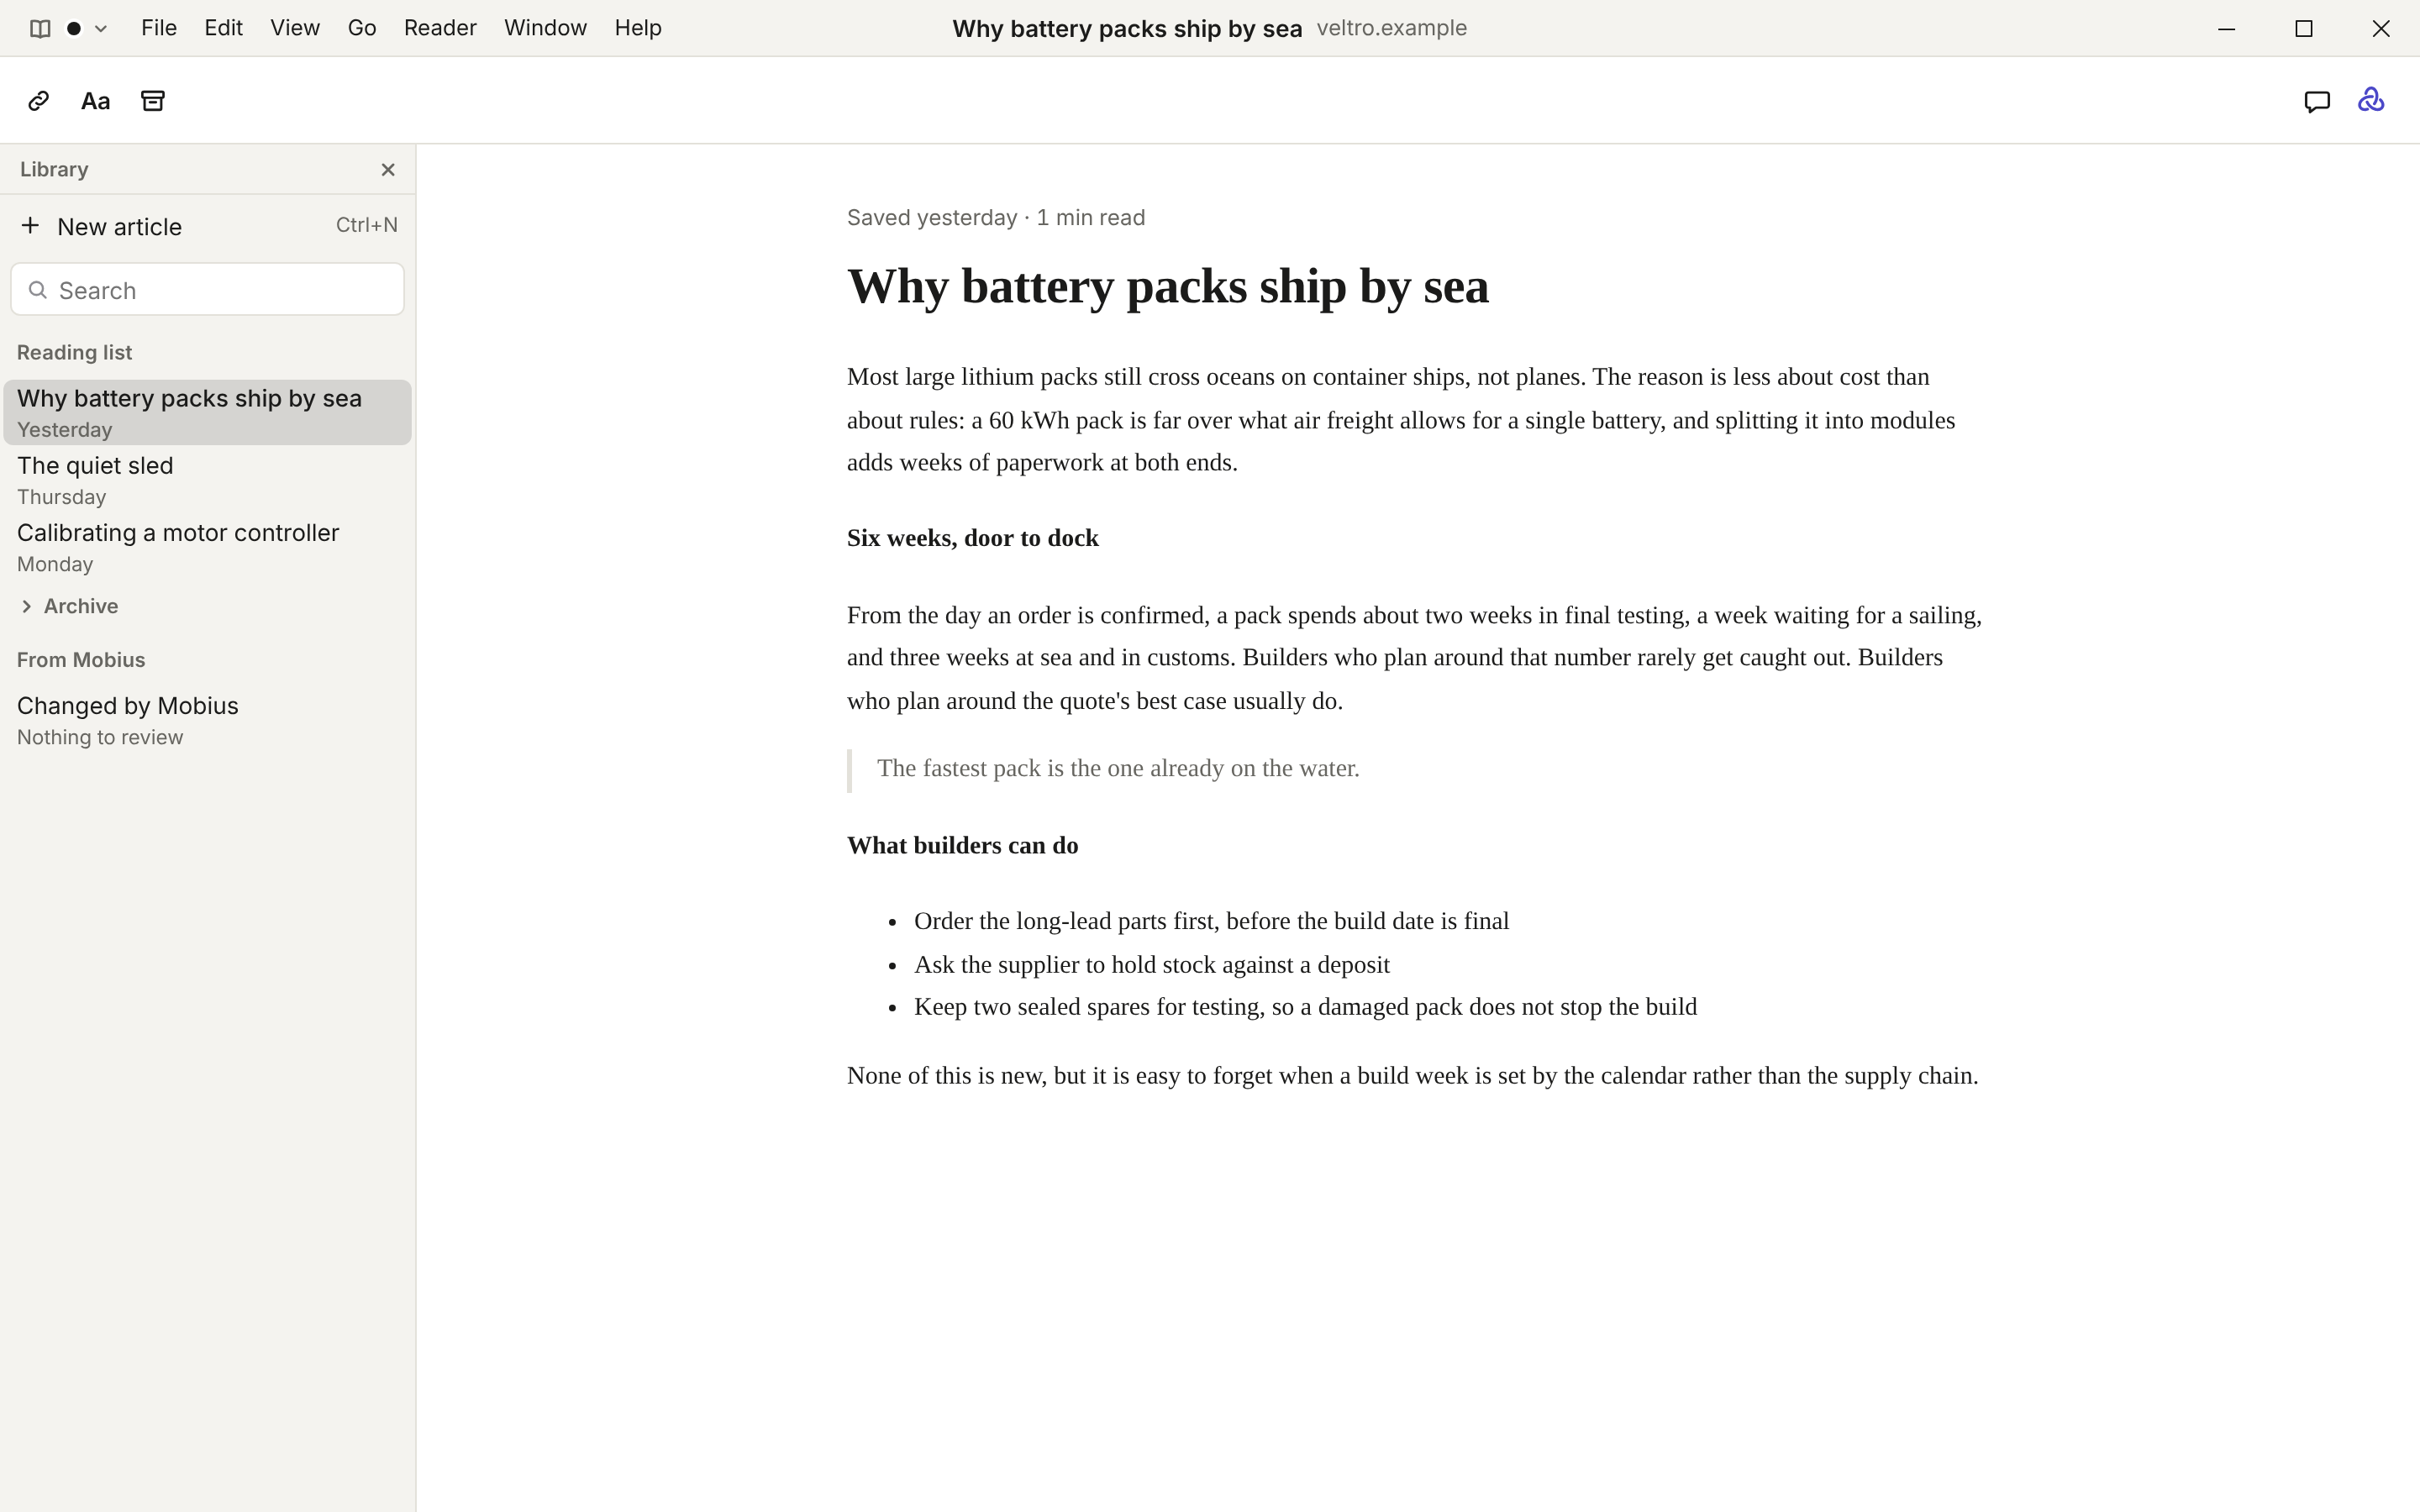 File Edit View Go Reader Window Help
Why battery packs ship by sea veltro.example
Aa
Library
New article Ctrl+N
Search
Reading list
Why battery packs ship by sea
Yesterday
The quiet sled
Thursday
Calibrating a motor controller
Monday
Archive
From Mobius
Changed by Mobius
Nothing to review
Saved yesterday · 1 min read
Why battery packs ship by sea
Most large lithium packs still cross oceans on container ships, not planes. The reason is less about cost than
about rules: a 60 kWh pack is far over what air freight allows for a single battery, and splitting it into modules
adds weeks of paperwork at both ends.
Six weeks, door to dock
From the day an order is confirmed, a pack spends about two weeks in final testing, a week waiting for a sailing,
and three weeks at sea and in customs. Builders who plan around that number rarely get caught out. Builders
who plan around the quote's best case usually do.
The fastest pack is the one already on the water.
What builders can do
• Order the long-lead parts first, before the build date is final
• Ask the supplier to hold stock against a deposit
• Keep two sealed spares for testing, so a damaged pack does not stop the build
None of this is new, but it is easy to forget when a build week is set by the calendar rather than the supply chain.